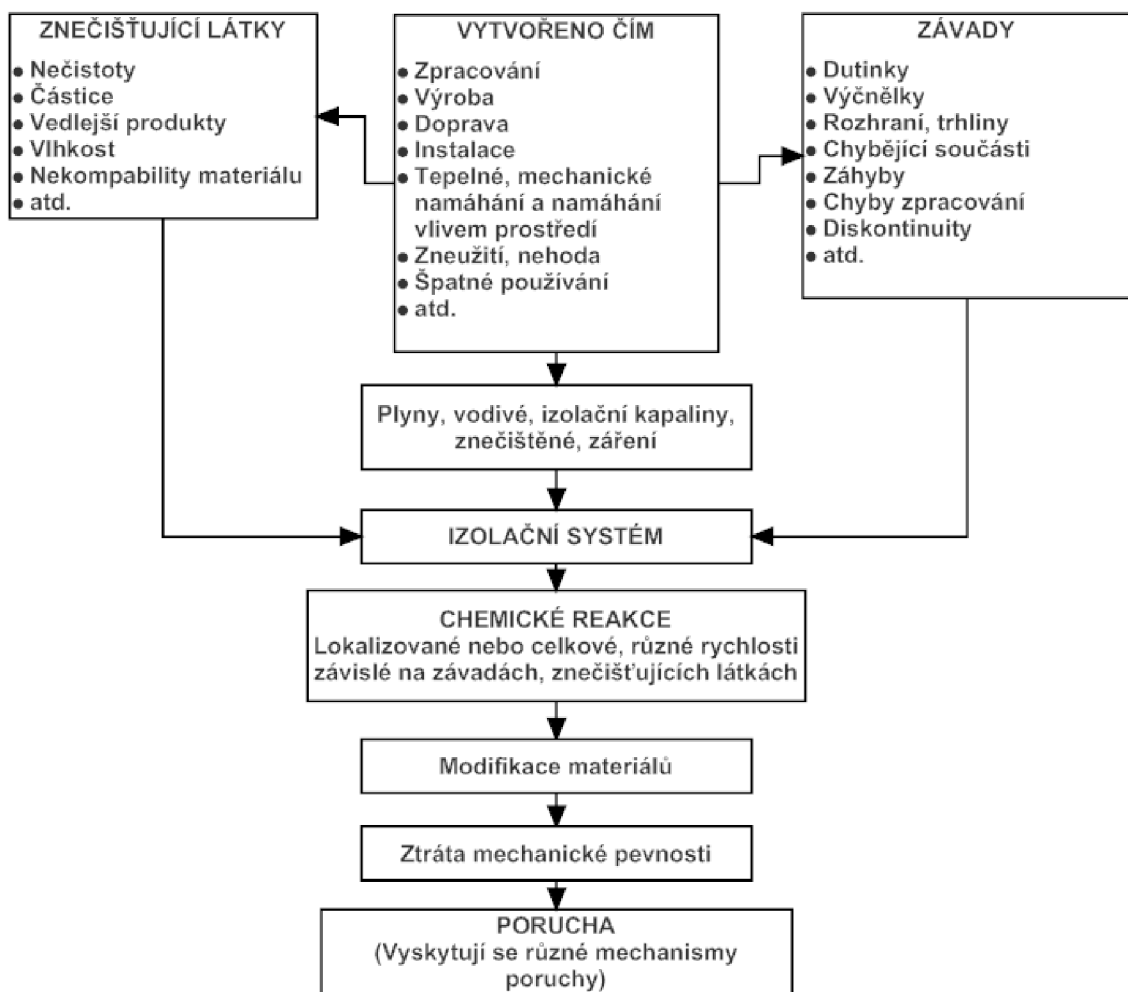 ZNEČIŠŤUJÍCÍ LÁTKY
● Nečistoty
● Částice
● Vedlejší produkty
● Vlhkost
● Nekompability materiálu
● atd.
VYTVOŘENO ČÍM
● Zpracování
● Výroba
● Doprava
● Instalace
● Tepelné, mechanické
namáhání a namáhání
vlivem prostředí
● Zneužití, nehoda
● Špatné používání
● atd.
ZÁVADY
● Dutinky
● Výčnělky
● Rozhraní, trhliny
● Chybějící součásti
● Záhyby
● Chyby zpracování
● Diskontinuity
● atd.
Plyny, vodivé, izolační kapaliny,
znečištěné, záření
IZOLAČNÍ SYSTÉM
CHEMICKÉ REAKCE
Lokalizované nebo celkové, různé rychlosti
závislé na závadách, znečišťujících látkách
Modifikace materiálů
Ztráta mechanické pevnosti
PORUCHA
(Vyskytují se různé mechanismy
poruchy)